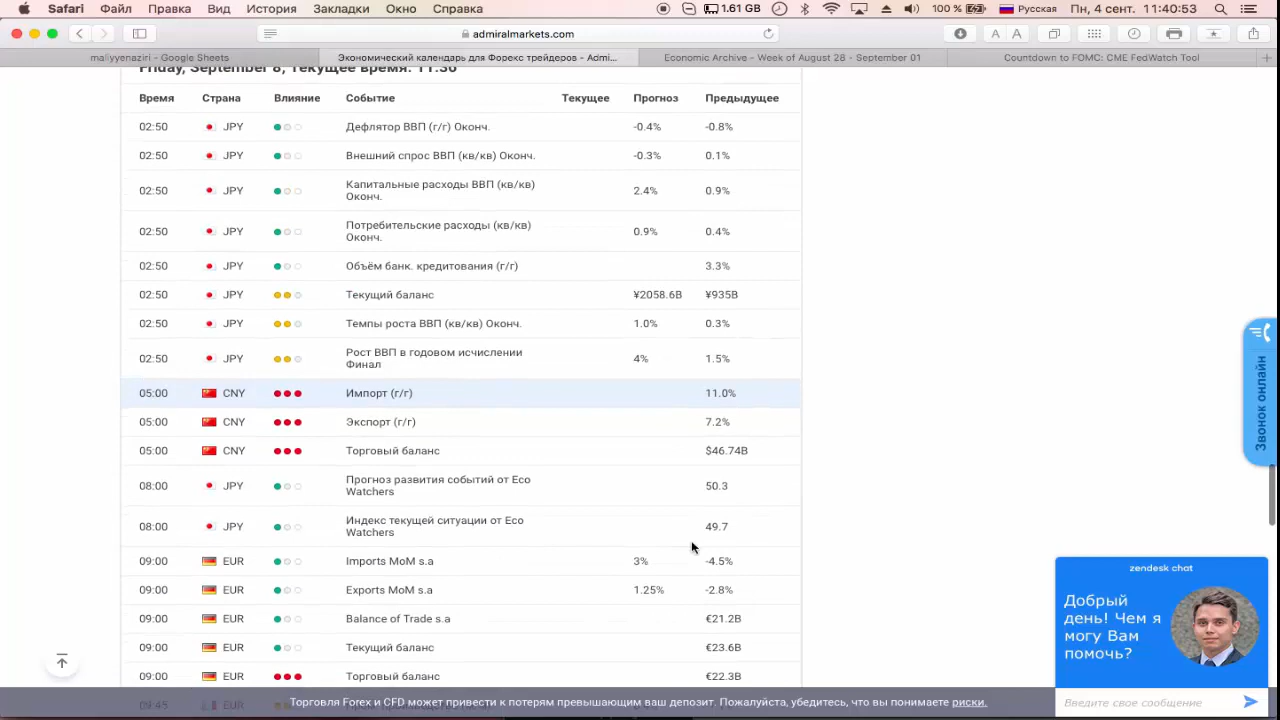 Safari Файл Правка Вид История Закладки Окно Справка 1.61 GB 100 % Русская Пн, 4 сент. 11:40:53
admiralmarkets.com
maliyyenaziri - Google Sheets
Экономический календарь для Форекс трейдеров - Admi...
Economic Archive - Week of August 28 - September 01
Countdown to FOMC: CME FedWatch Tool
Friday, September 8, Текущее время: 11:36
Время Страна Влияние Событие Текущее Прогноз Предыдущее
02:50 JPY Дефлятор ВВП (г/г) Оконч. -0.4% -0.8%
02:50 JPY Внешний спрос ВВП (кв/кв) Оконч. -0.3% 0.1%
02:50 JPY Капитальные расходы ВВП (кв/кв) 2.4% 0.9%
Оконч.
02:50 JPY Потребительские расходы (кв/кв) 0.9% 0.4%
Оконч.
02:50 JPY Объём банк. кредитования (г/г) 3.3%
02:50 JPY Текущий баланс ¥2058.6B ¥935B
02:50 JPY Темпы роста ВВП (кв/кв) Оконч. 1.0% 0.3%
02:50 JPY Рост ВВП в годовом исчислении 4% 1.5%
Финал
05:00 CNY Импорт (г/г) 11.0%
05:00 CNY Экспорт (г/г) 7.2%
05:00 CNY Торговый баланс $46.74B
08:00 JPY Прогноз развития событий от Eco 50.3
Watchers
08:00 JPY Индекс текущей ситуации от Eco 49.7
Watchers
09:00 EUR Imports MoM s.a 3% -4.5%
09:00 EUR Exports MoM s.a 1.25% -2.8%
09:00 EUR Balance of Trade s.a €21.2B
09:00 EUR Текущий баланс €23.6B
09:00 EUR Торговый баланс €22.3B
09:45 EUR
Звонок онлайн
zendesk chat
Добрый
день! Чем я
могу Вам
помочь?
Введите свое сообщение
Торговля Forex и CFD может привести к потерям превышающим ваш депозит. Пожалуйста, убедитесь, что вы понимаете риски.